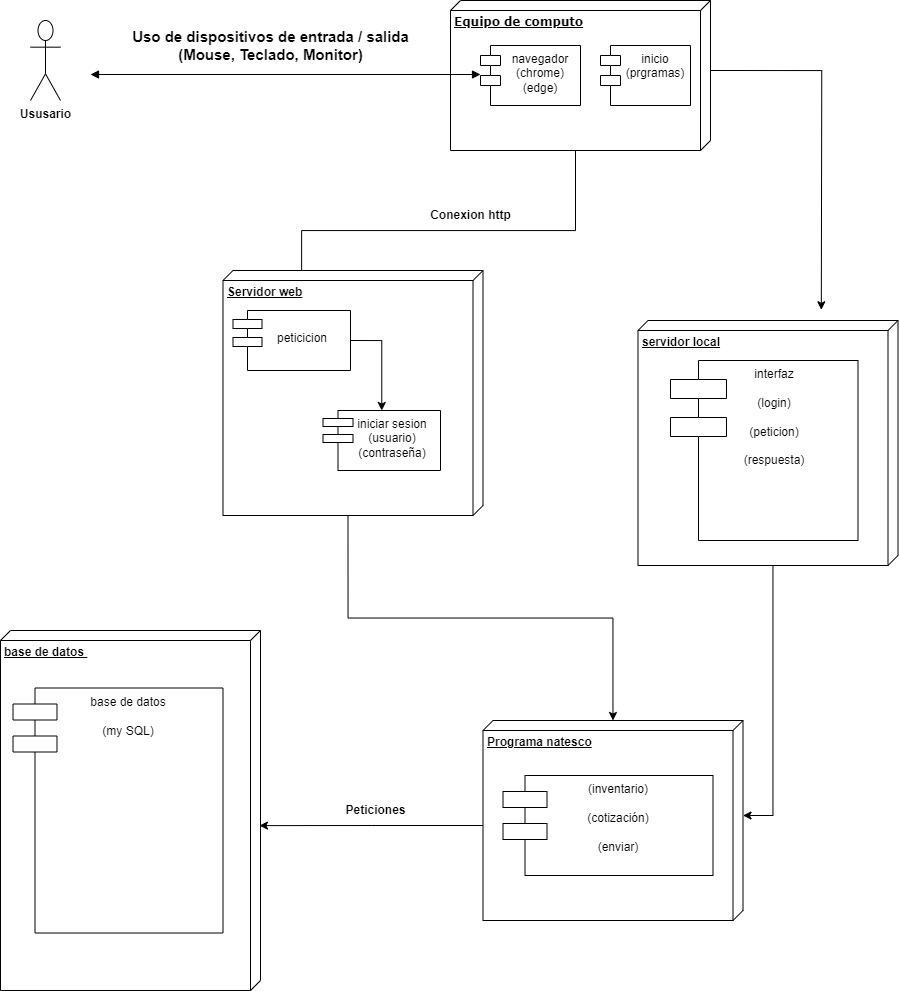 Equipo de computo
Uso de dispositivos de entrada / salida
(Mouse, Teclado, Monitor)
navegador
(chrome)
(edge)
inicio
(prgramas)
Ususario
Conexion http
Servidor web
peticicion
iniciar sesion
(usuario)
(contraseña)
servidor local
interfaz
(login)
(peticion)
(respuesta)
base de datos
base de datos
(my SQL)
Programa natesco
(inventario)
(cotización)
(enviar)
Peticiones